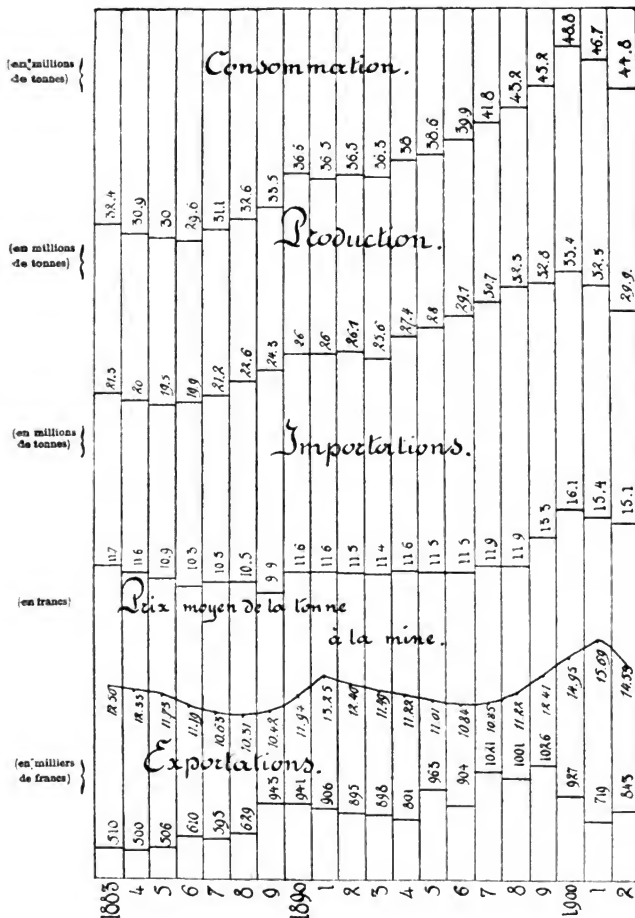 (en millions
de tonnes)
Consommation.
32.4 30.9 30 29.6 31.1 32.6 33.5 36.6 36.5 36.5 36.3 38 38.6 39.9 41.8 43.2 45.2 48.8 46.7 44.8
(en millions
de tonnes)
Production.
21.3 20 19.5 19.9 21.2 22.6 24.3 26 26 26.1 25.6 27.4 28 29.1 30.7 32.3 32.8 33.4 32.3 29.9
(en millions
de tonnes)
Importations.
11.7 11.6 10.9 10.3 10.3 10.5 9.9 11.6 11.6 11.5 11.4 11.6 11.5 11.5 11.9 11.9 13.3 16.1 15.4 15.1
(en francs)
Prix moyen de la tonne
à la mine.
12.50 12.33 11.73 11.19 10.63 10.31 10.42 11.94 13.25 12.40 11.49 11.22 11.01 10.84 10.85 11.22 12.41 14.95 15.69 14.53
(en milliers
de francs)
Exportations.
510 500 506 610 593 629 943 941 906 895 898 801 963 904 1021 1001 1026 927 719 843
1883 4 5 6 7 8 9 1890 1 2 3 4 5 6 7 8 9 1900 1 2